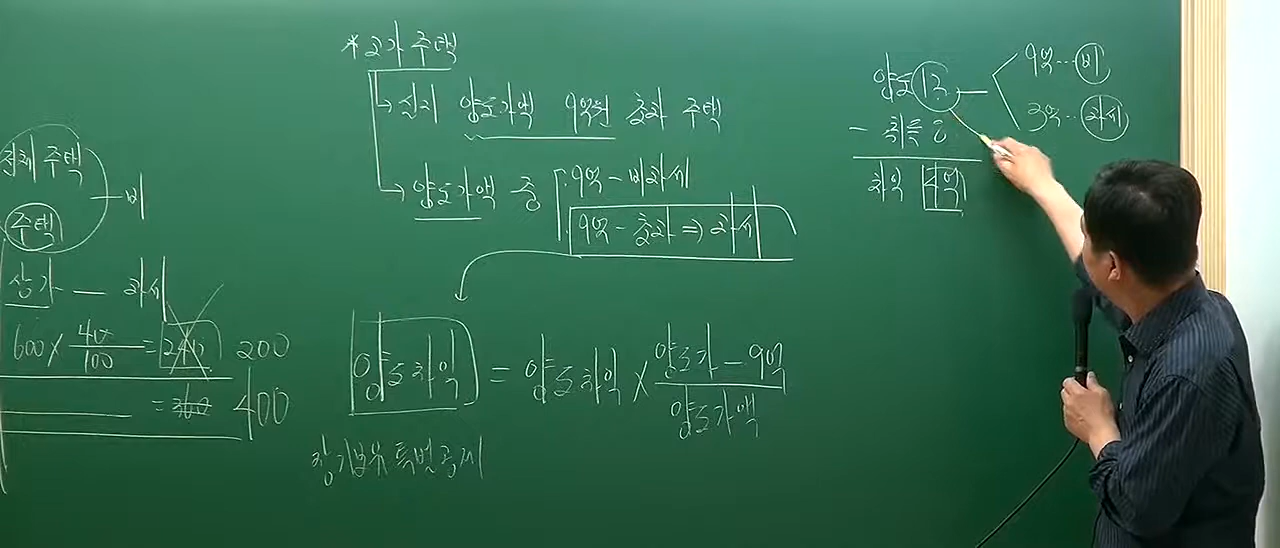 전체 주택
주택 — 비
상가 — 과세
600 × 40/100 = 240 200
= 360 400
* 고가 주택
→ 실지 양도가액 9억원 초과 주택
→ 양도가액 중 9억 - 비과세
9억 - 초과 ⇒ 과세
양도차익 = 양도차익 × 양도가 - 9억 / 양도가액
장기보유 특별공제
양도 12 — 9억 ... 비
3억 ... 과세
- 취득 8
차익 4억